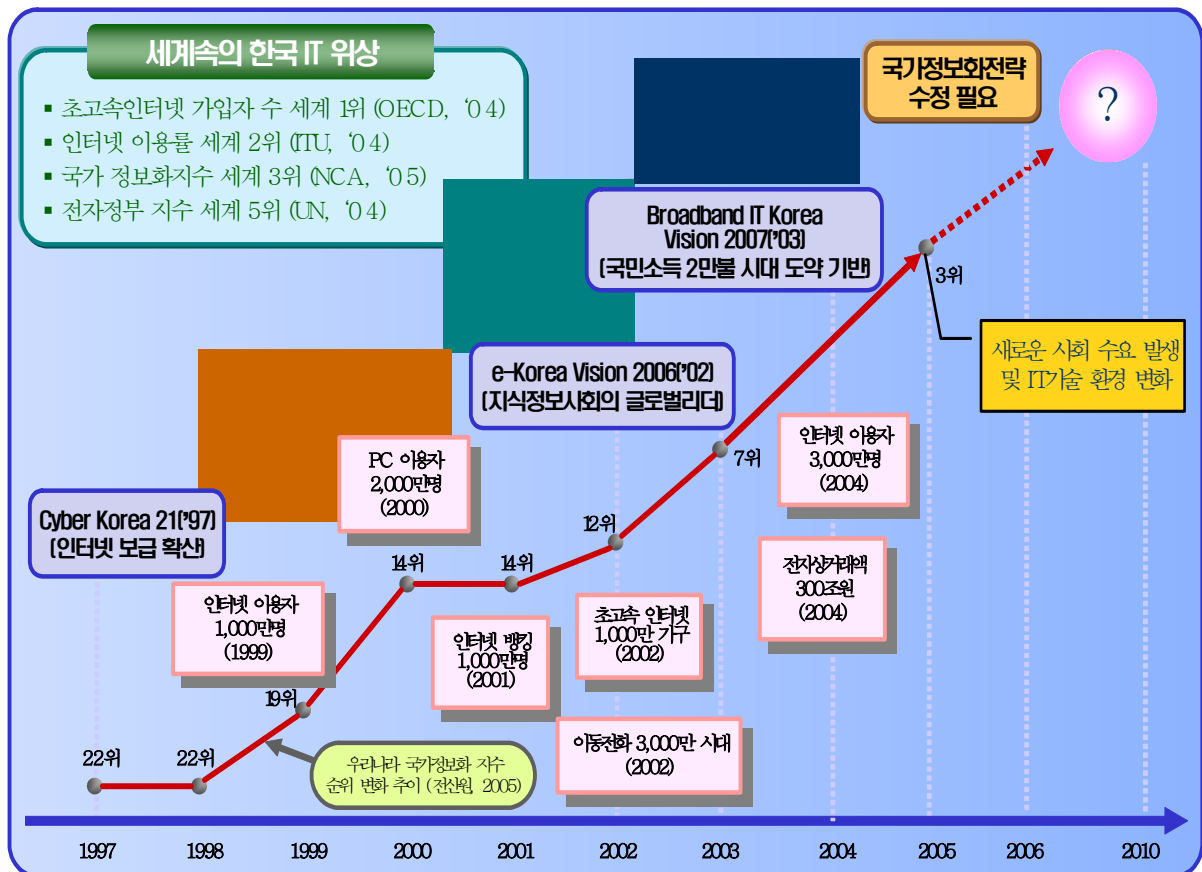 세계속의 한국 IT 위상
▪ 초고속인터넷 가입자 수 세계 1위 (OECD, ‘04)
▪ 인터넷 이용률 세계 2위 (ITU, ‘04)
▪ 국가 정보화지수 세계 3위 (NCA, ‘05)
▪ 전자정부 지수 세계 5위 (UN, ‘04)
국가정보화전략
수정 필요
?
Broadband IT Korea
Vision 2007('03)
(국민소득 2만불 시대 도약 기반)
3위
새로운 사회 수요 발생
및 IT기술 환경 변화
e-Korea Vision 2006('02)
(지식정보사회의 글로벌리더)
PC 이용자
2,000만명
(2000)
7위
인터넷 이용자
3,000만명
(2004)
Cyber Korea 21('97)
(인터넷 보급 확산)
12위
14위
14위
전자상거래액
300조원
(2004)
인터넷 이용자
1,000만명
(1999)
인터넷 뱅킹
1,000만명
(2001)
초고속 인터넷
1,000만 가구
(2002)
19위
이동전화 3,000만 시대
(2002)
22위
22위
우리나라 국가정보화 지수
순위 변화 추이 (전산원, 2005)
1997 1998 1999 2000 2001 2002 2003 2004 2005 2006 2010